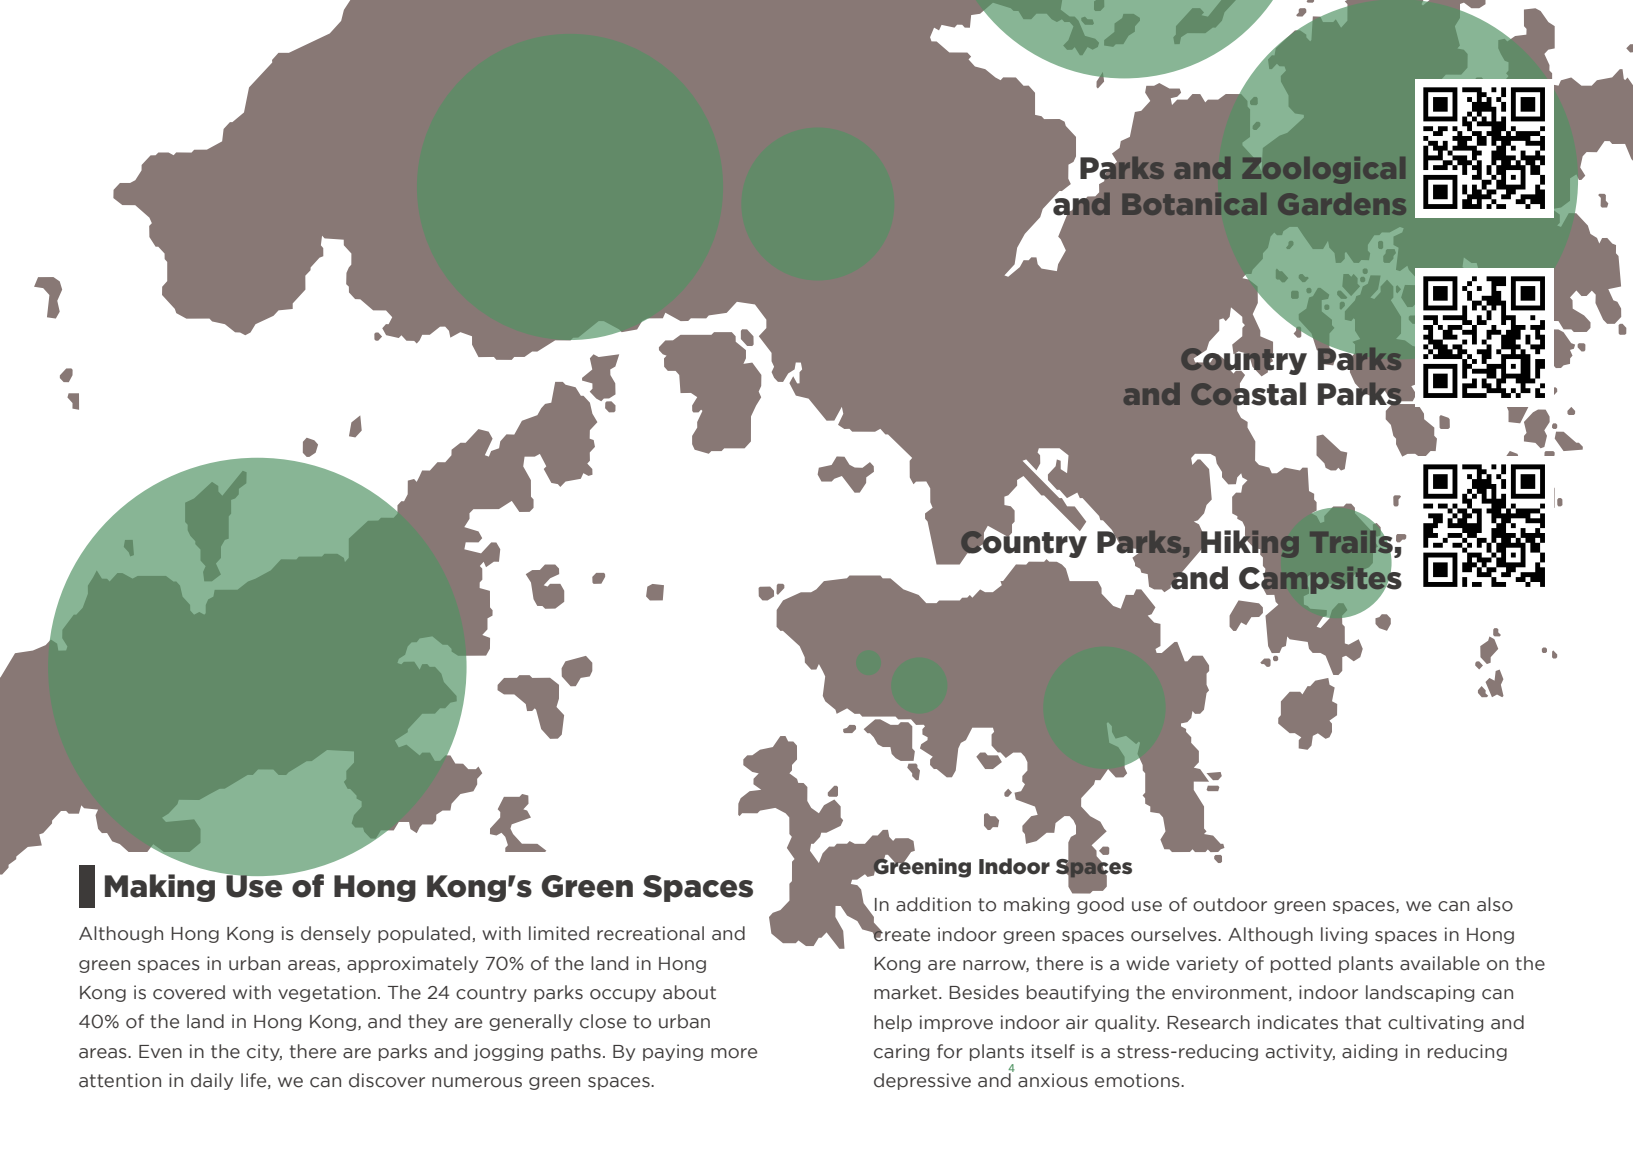 Parks and Zoological
and Botanical Gardens
Country Parks
and Coastal Parks
Country Parks, Hiking Trails,
and Campsites
Making Use of Hong Kong's Green Spaces
Although Hong Kong is densely populated, with limited recreational and
green spaces in urban areas, approximately 70% of the land in Hong
Kong is covered with vegetation. The 24 country parks occupy about
40% of the land in Hong Kong, and they are generally close to urban
areas. Even in the city, there are parks and jogging paths. By paying more
attention in daily life, we can discover numerous green spaces.
Greening Indoor Spaces
In addition to making good use of outdoor green spaces, we can also
create indoor green spaces ourselves. Although living spaces in Hong
Kong are narrow, there is a wide variety of potted plants available on the
market. Besides beautifying the environment, indoor landscaping can
help improve indoor air quality. Research indicates that cultivating and
caring for plants itself is a stress-reducing activity, aiding in reducing
depressive and anxious emotions.
4